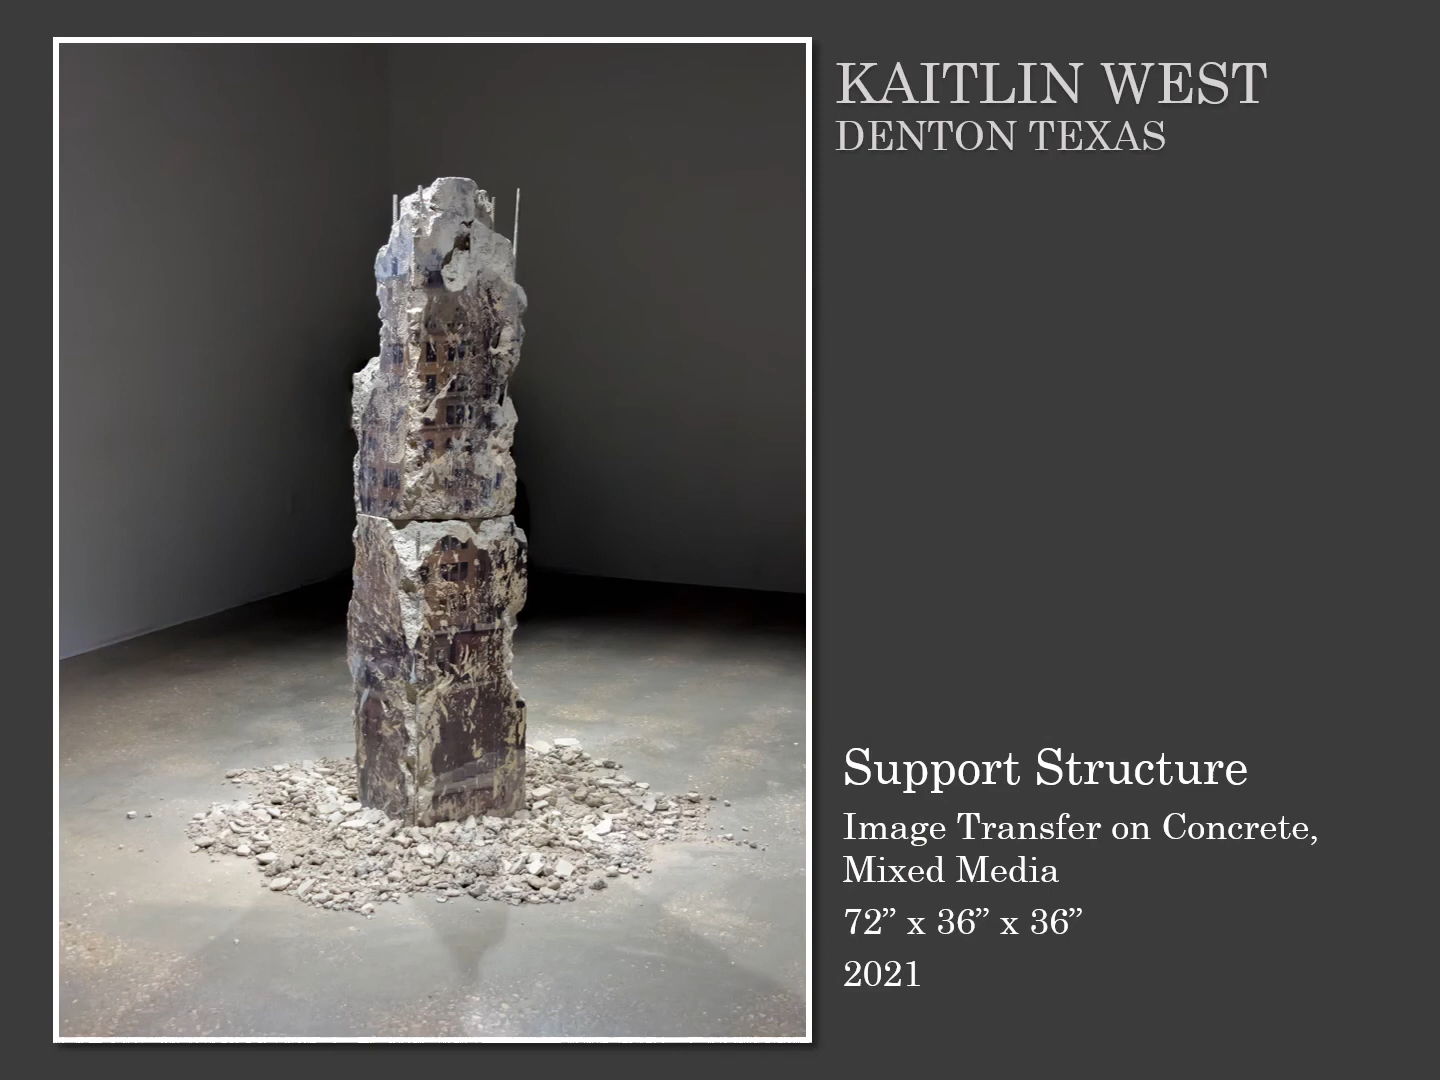 KAITLIN WEST
DENTON TEXAS
Support Structure
Image Transfer on Concrete,
Mixed Media
72” x 36” x 36”
2021